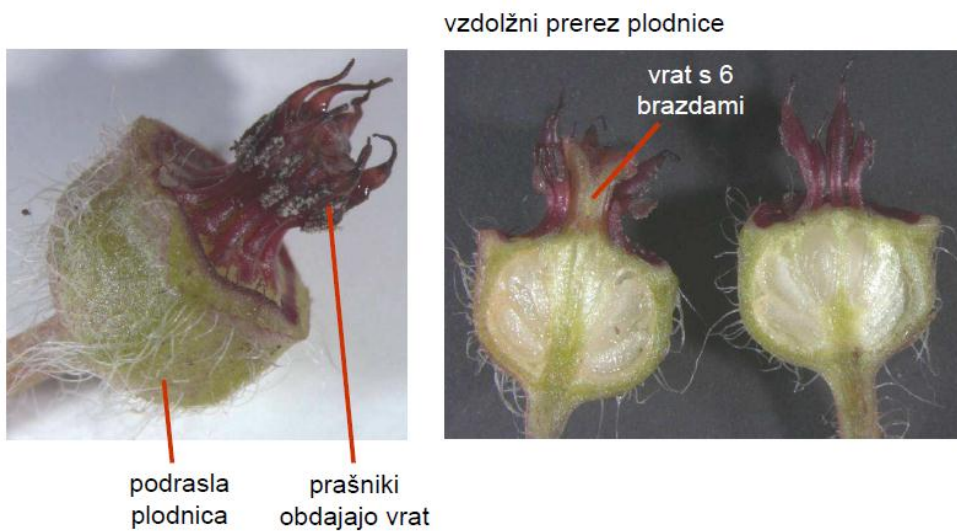 vzdolžni prerez plodnice
vrat s 6
brazdami
podrasla
plodnica
prašniki
obdajajo vrat